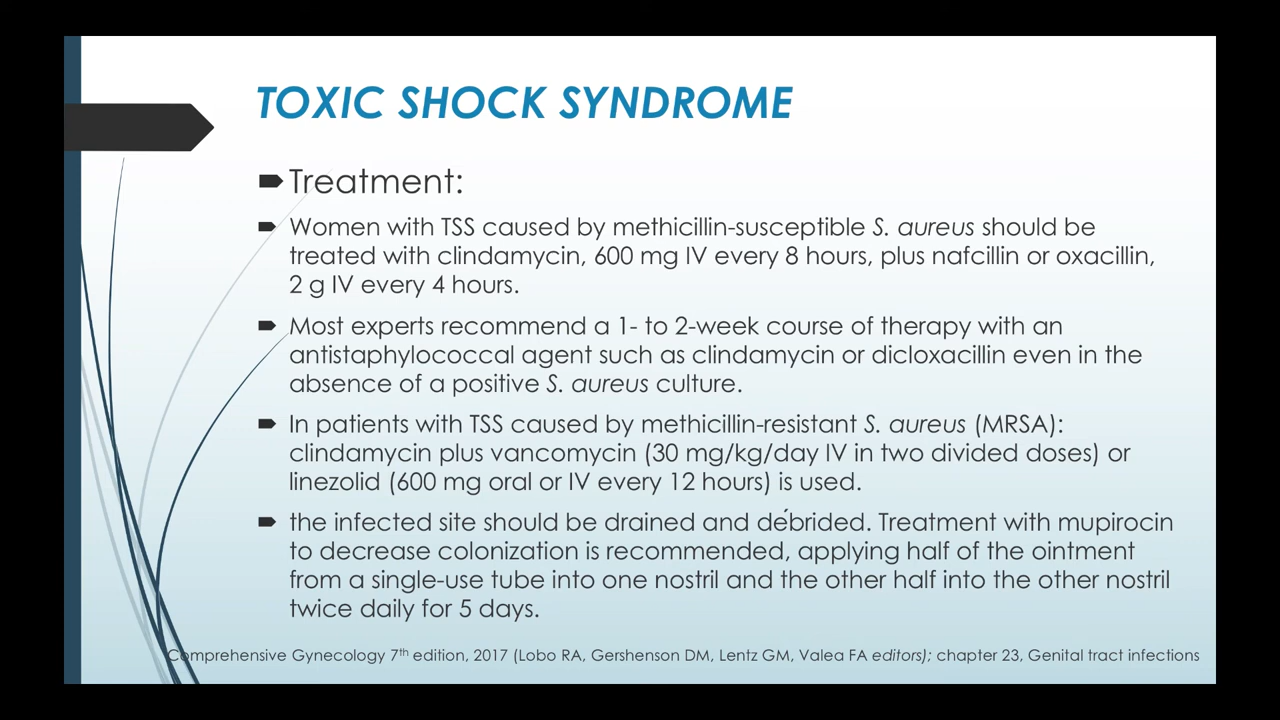 TOXIC SHOCK SYNDROME
Treatment:
Women with TSS caused by methicillin-susceptible S. aureus should be
treated with clindamycin, 600 mg IV every 8 hours, plus nafcillin or oxacillin,
2 g IV every 4 hours.
Most experts recommend a 1- to 2-week course of therapy with an
antistaphylococcal agent such as clindamycin or dicloxacillin even in the
absence of a positive S. aureus culture.
In patients with TSS caused by methicillin-resistant S. aureus (MRSA):
clindamycin plus vancomycin (30 mg/kg/day IV in two divided doses) or
linezolid (600 mg oral or IV every 12 hours) is used.
the infected site should be drained and débrided. Treatment with mupirocin
to decrease colonization is recommended, applying half of the ointment
from a single-use tube into one nostril and the other half into the other nostril
twice daily for 5 days.
Comprehensive Gynecology 7th edition, 2017 (Lobo RA, Gershenson DM, Lentz GM, Valea FA editors); chapter 23, Genital tract infections